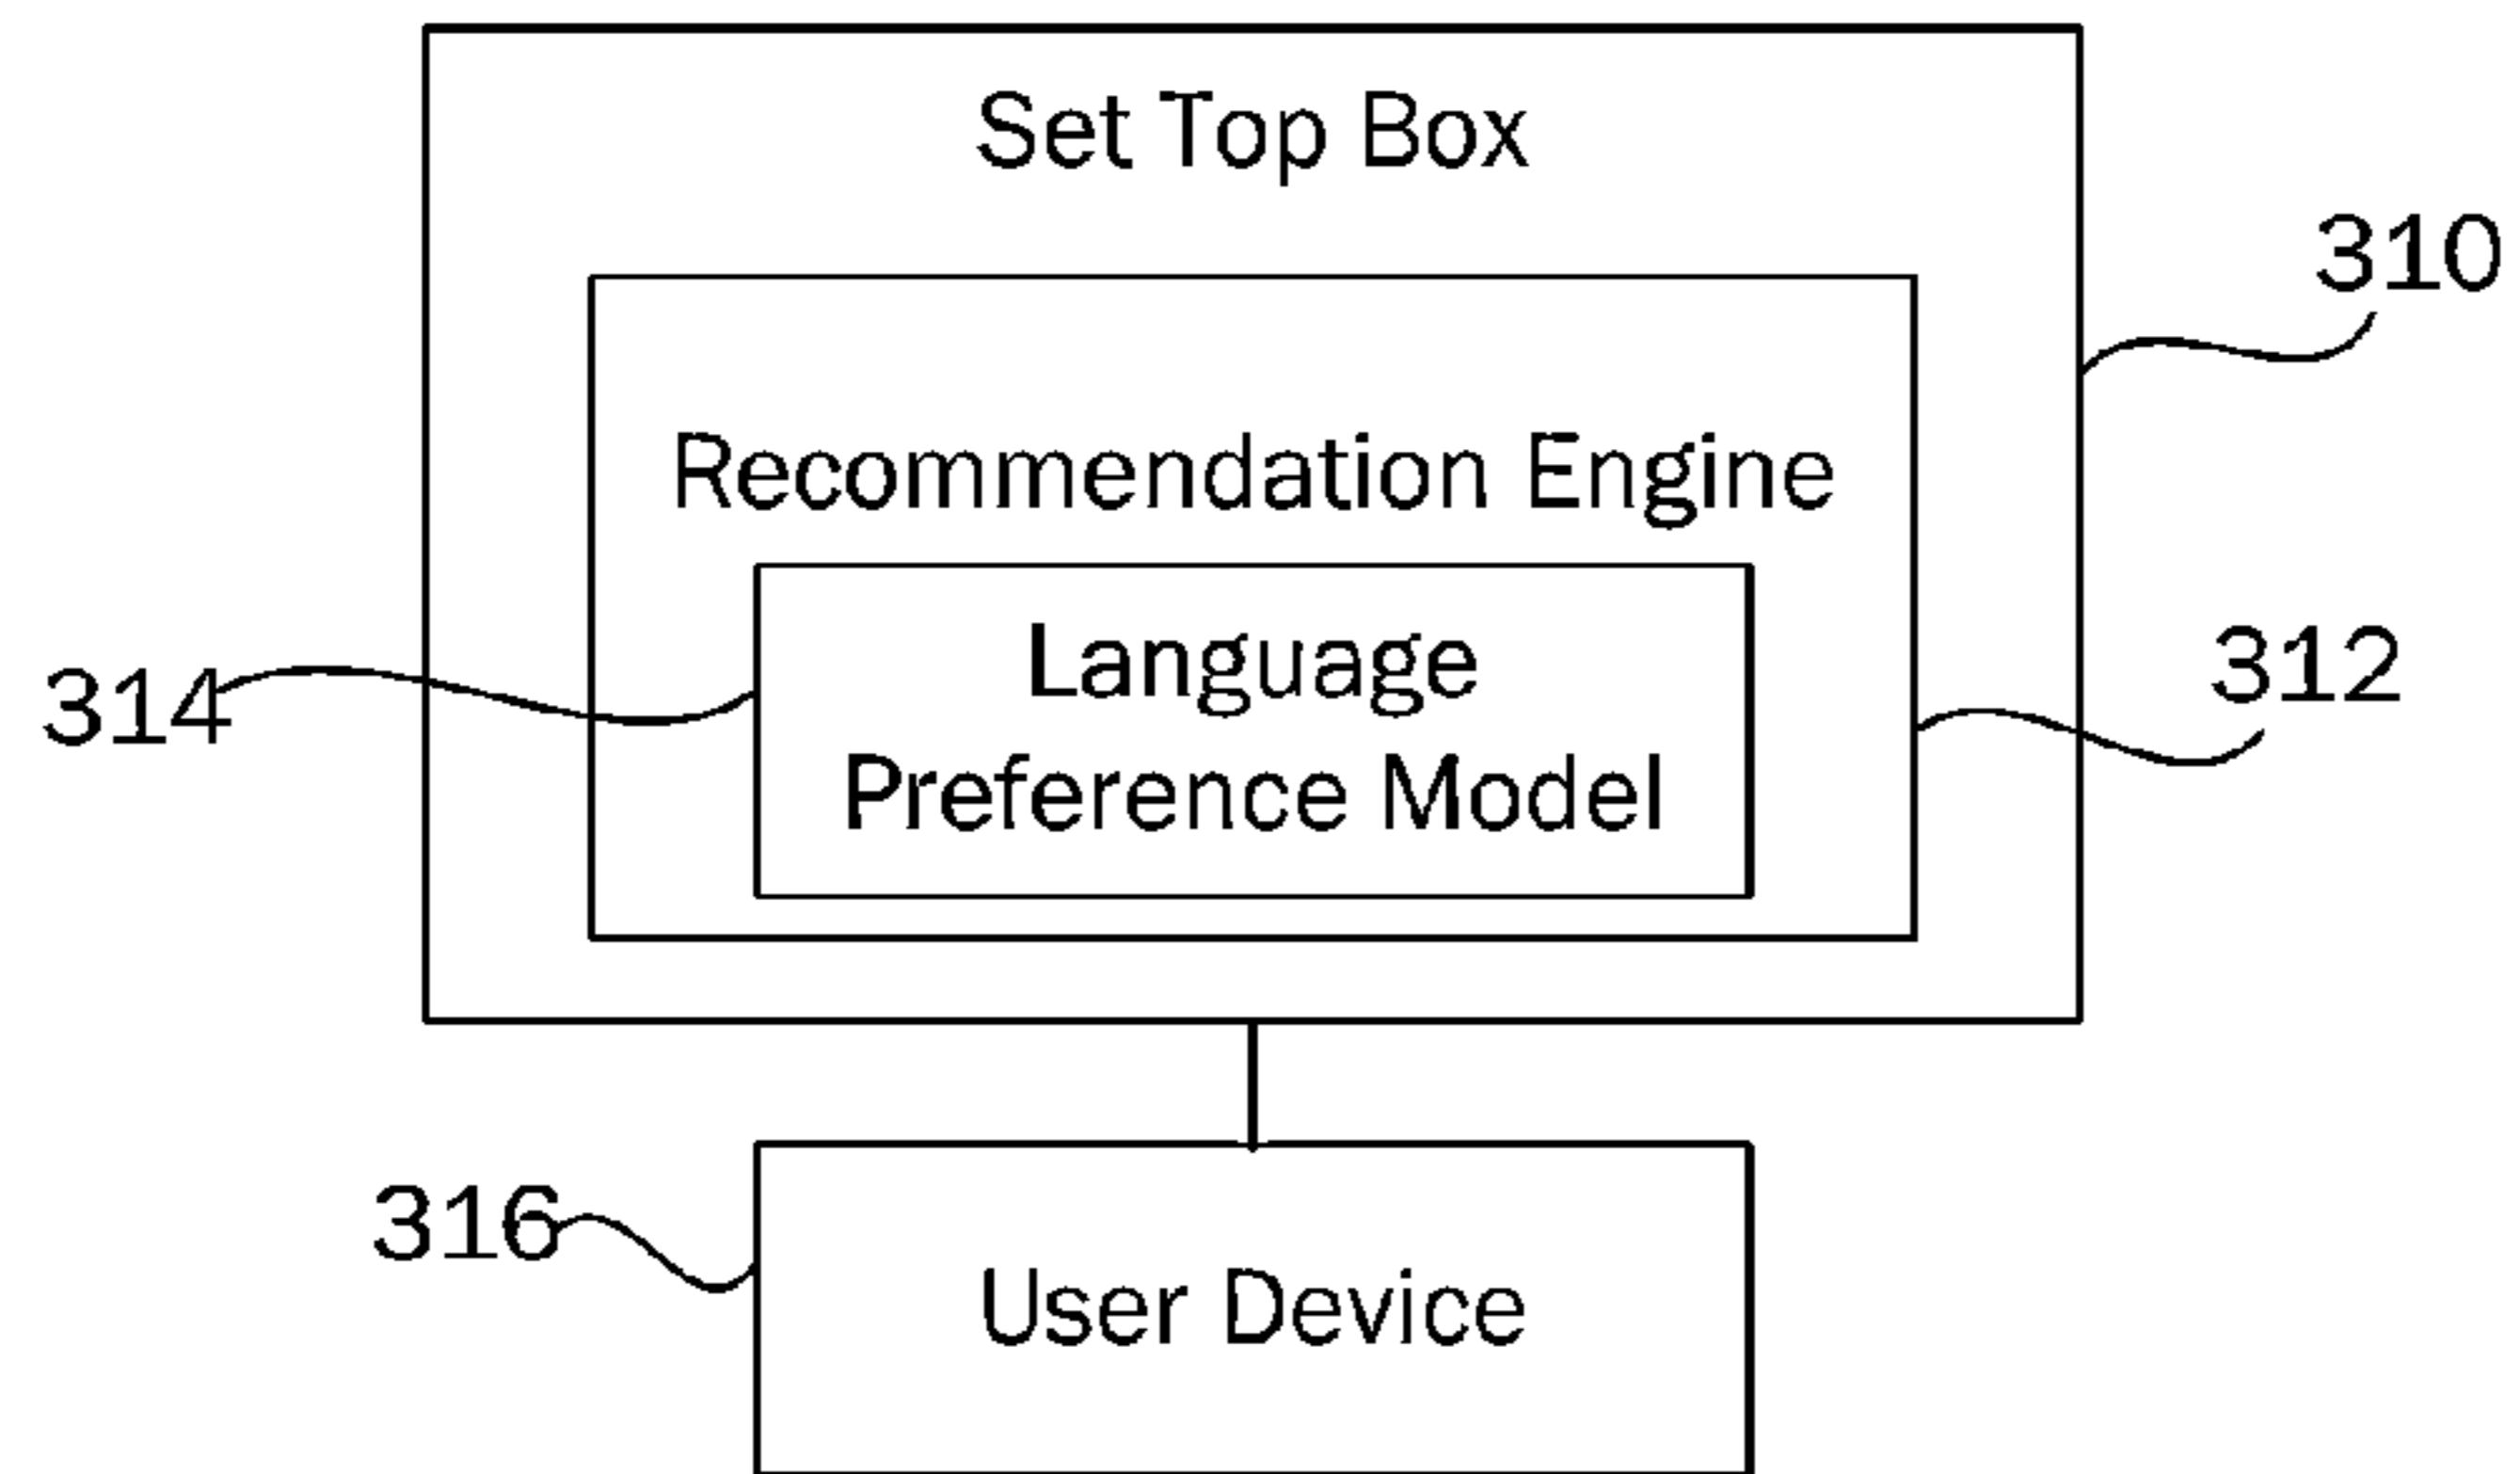 Set Top Box
310
Recommendation Engine
312
314
Language
Preference Model
316
User Device